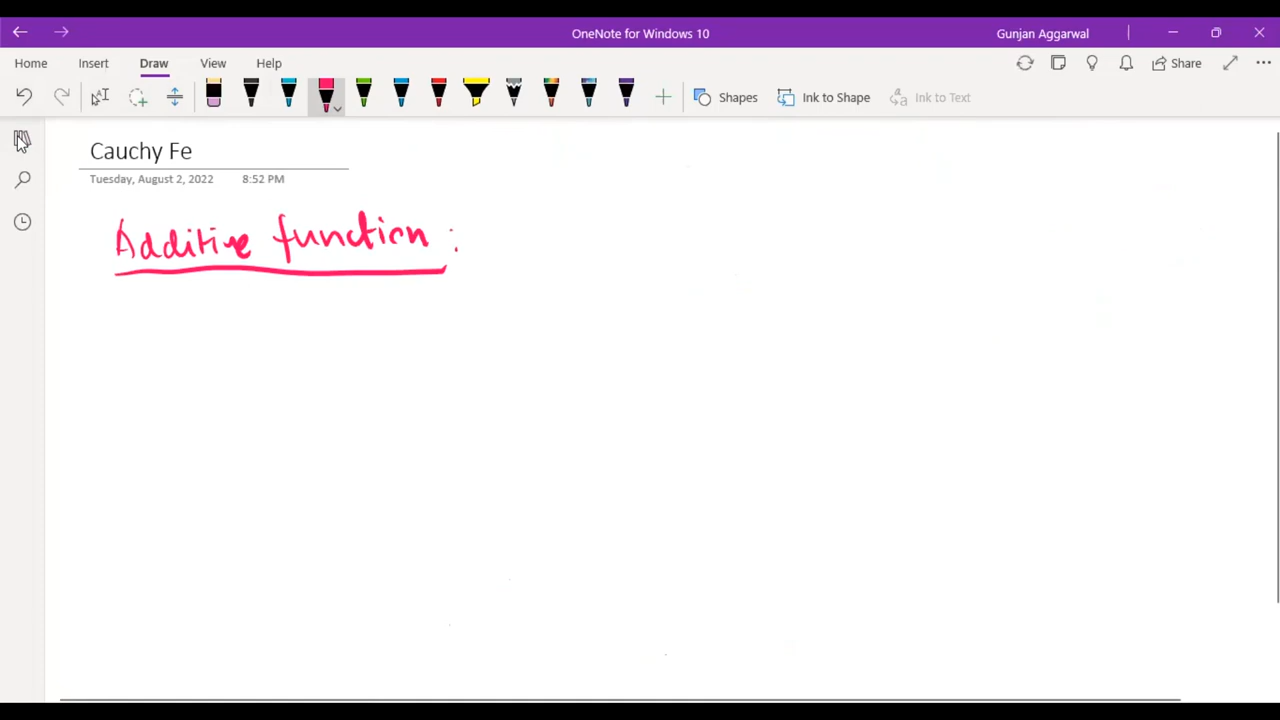 OneNote for Windows 10
Gunjan Aggarwal
Home Insert Draw View Help
Share
Shapes Ink to Shape Ink to Text
Cauchy Fe
Tuesday, August 2, 2022 8:52 PM
Additive function :